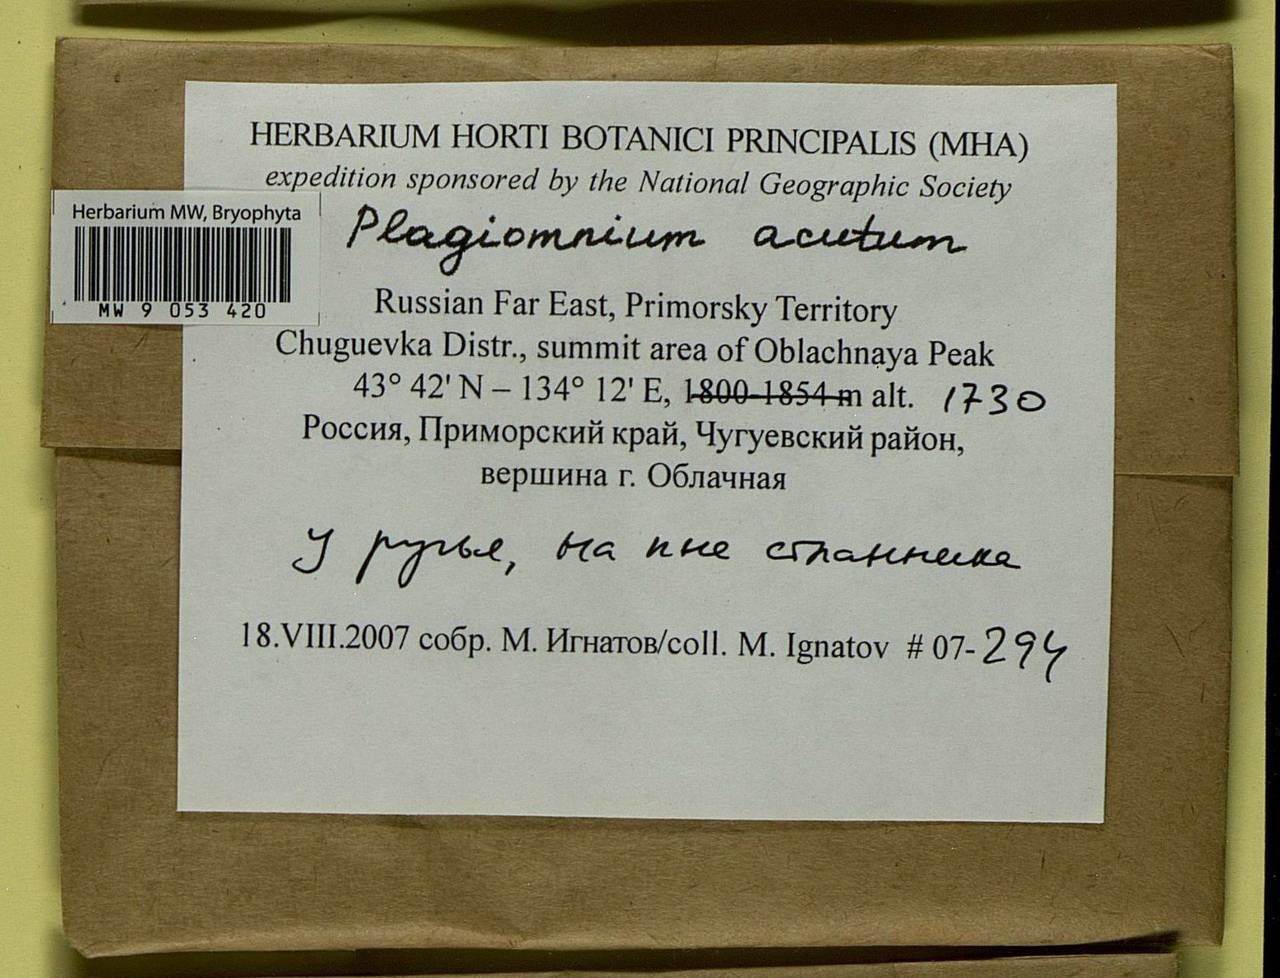 HERBARIUM HORTI BOTANICI PRINCIPALIS (MHA)
expedition sponsored by the National Geographic Society
Herbarium MW, Bryophyta
MW 9 053 420
Plagiomnium acutum
Russian Far East, Primorsky Territory
Chuguevka Distr., summit area of Oblachnaya Peak
43° 42' N – 134° 12' E, 1800-1854 m alt. 1730
Россия, Приморский край, Чугуевский район,
вершина г. Облачная
У ручья, на пне стланника
18.VIII.2007 собр. М. Игнатов/coll. M. Ignatov # 07-294